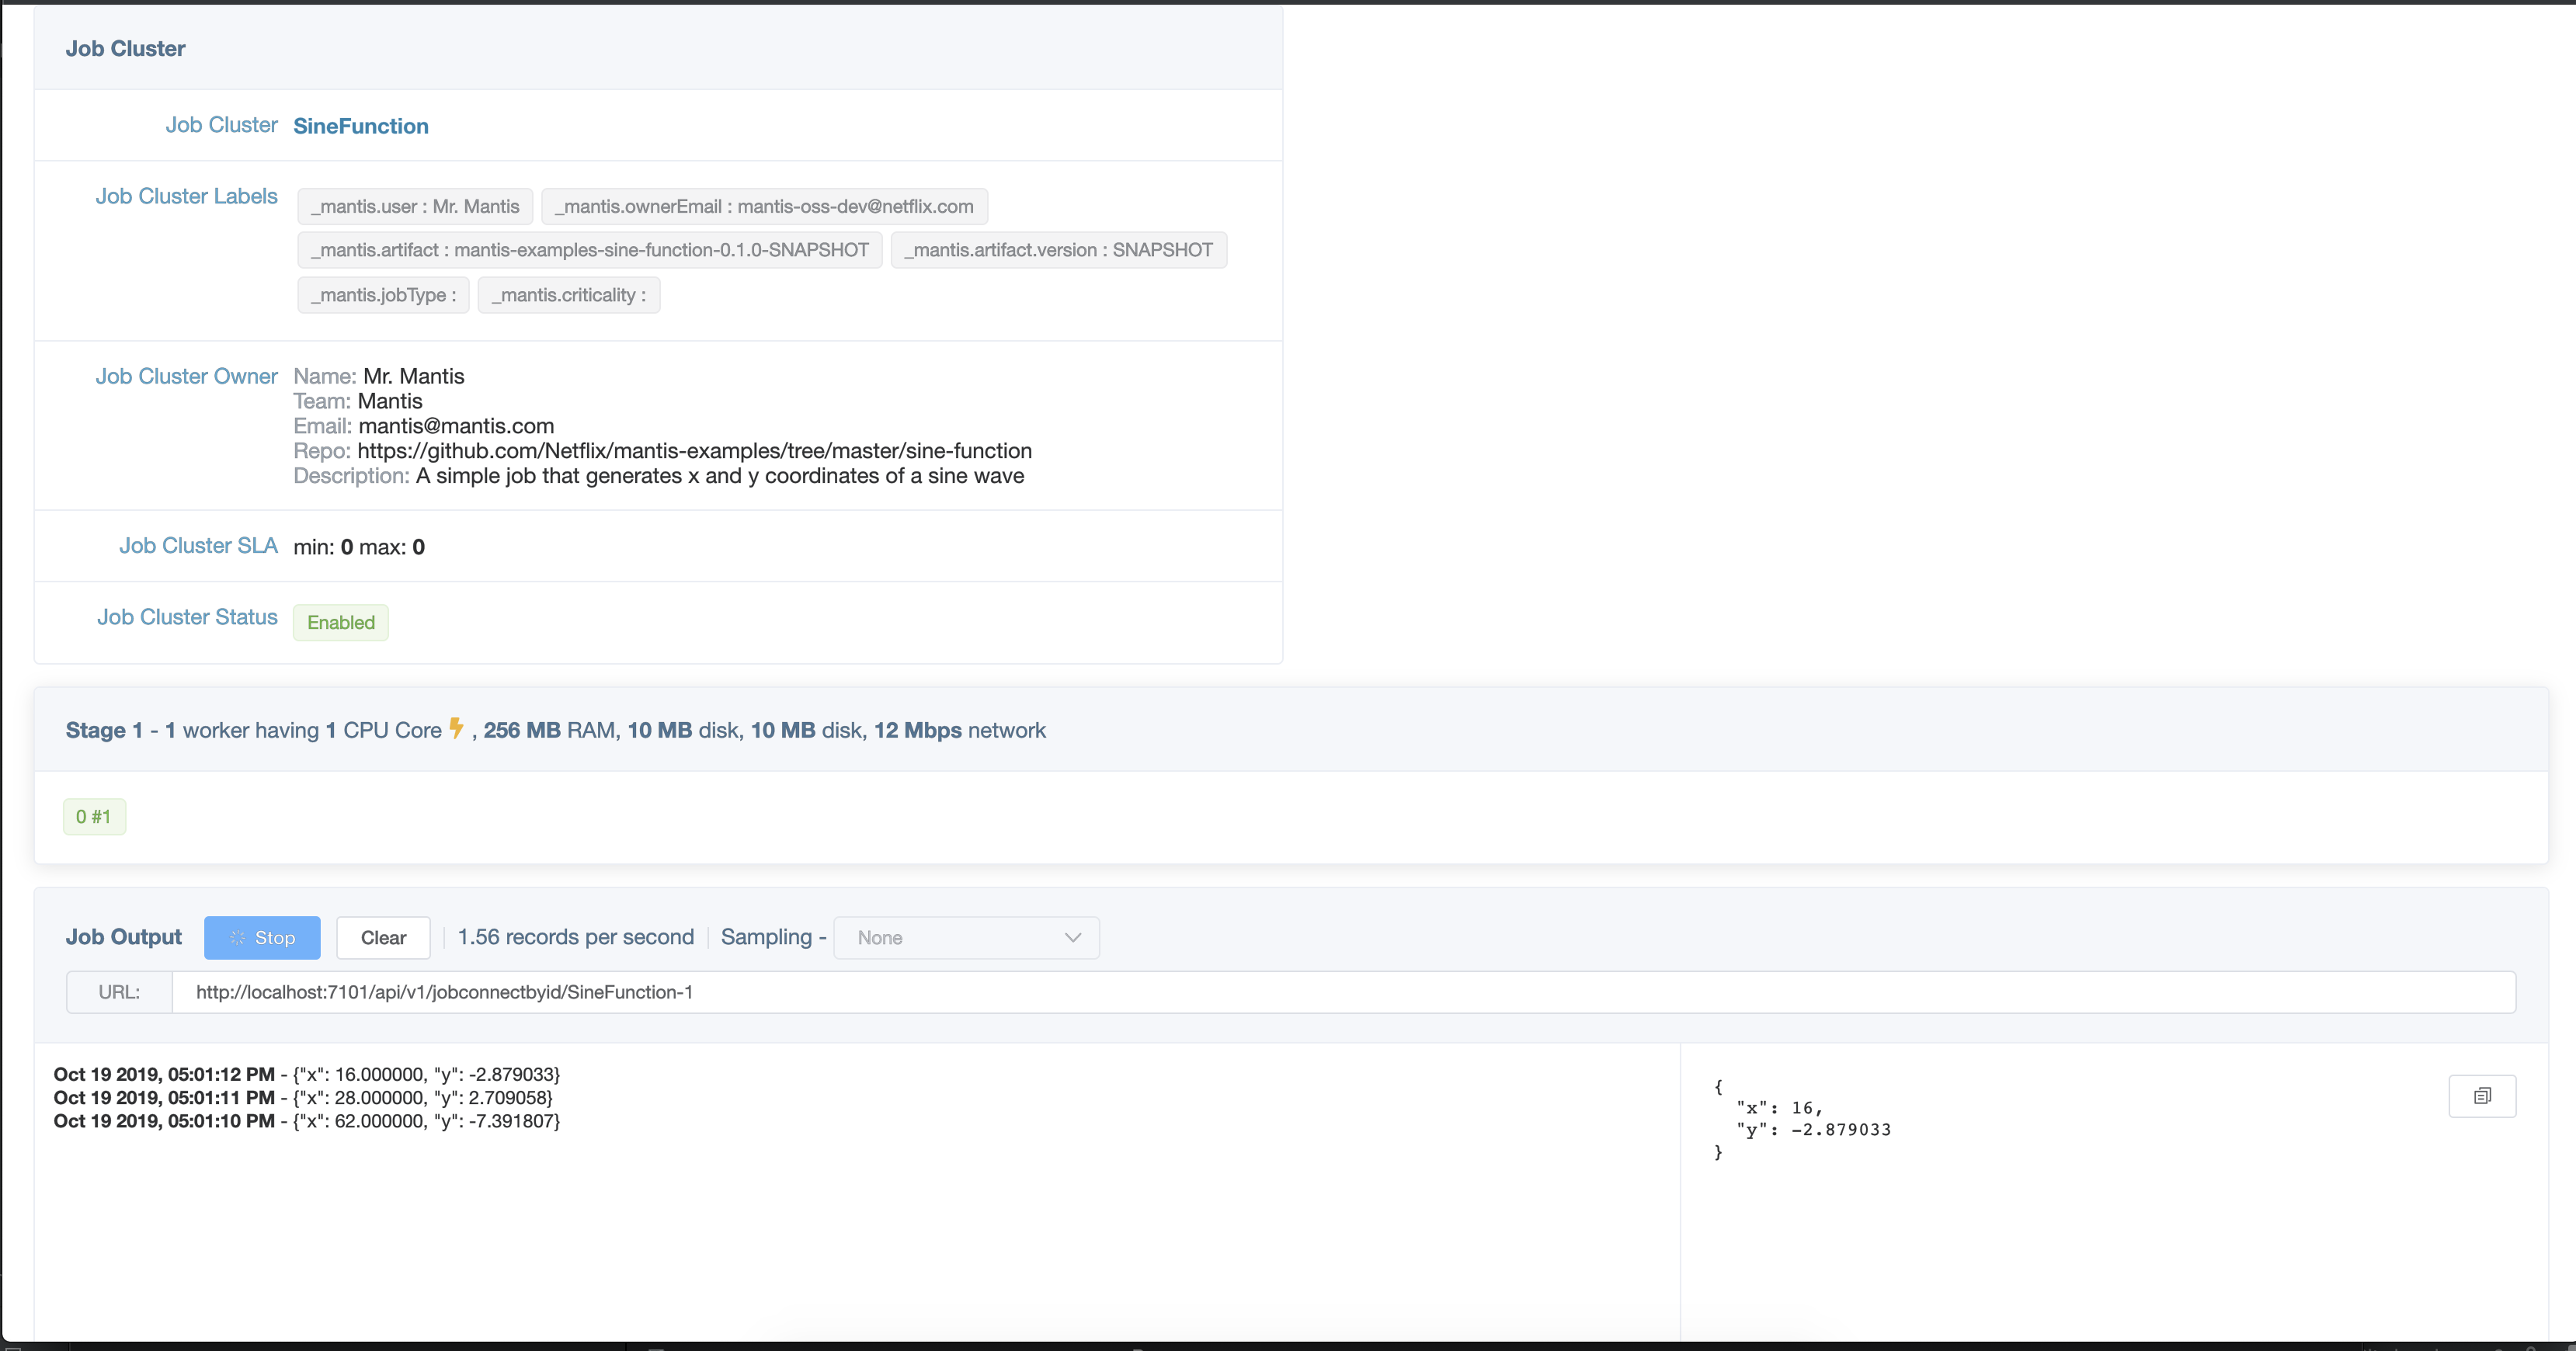 Job Cluster
Job Cluster SineFunction
Job Cluster Labels _mantis.user : Mr. Mantis _mantis.ownerEmail : mantis-oss-dev@netflix.com
_mantis.artifact : mantis-examples-sine-function-0.1.0-SNAPSHOT _mantis.artifact.version : SNAPSHOT
_mantis.jobType : _mantis.criticality :
Job Cluster Owner Name: Mr. Mantis
Team: Mantis
Email: mantis@mantis.com
Repo: https://github.com/Netflix/mantis-examples/tree/master/sine-function
Description: A simple job that generates x and y coordinates of a sine wave
Job Cluster SLA min: 0 max: 0
Job Cluster Status Enabled
Stage 1 - 1 worker having 1 CPU Core , 256 MB RAM, 10 MB disk, 10 MB disk, 12 Mbps network
0 #1
Job Output Stop Clear 1.56 records per second Sampling - None
URL: http://localhost:7101/api/v1/jobconnectbyid/SineFunction-1
Oct 19 2019, 05:01:12 PM - {"x": 16.000000, "y": -2.879033}
Oct 19 2019, 05:01:11 PM - {"x": 28.000000, "y": 2.709058}
Oct 19 2019, 05:01:10 PM - {"x": 62.000000, "y": -7.391807}
{
"x": 16,
"y": -2.879033
}